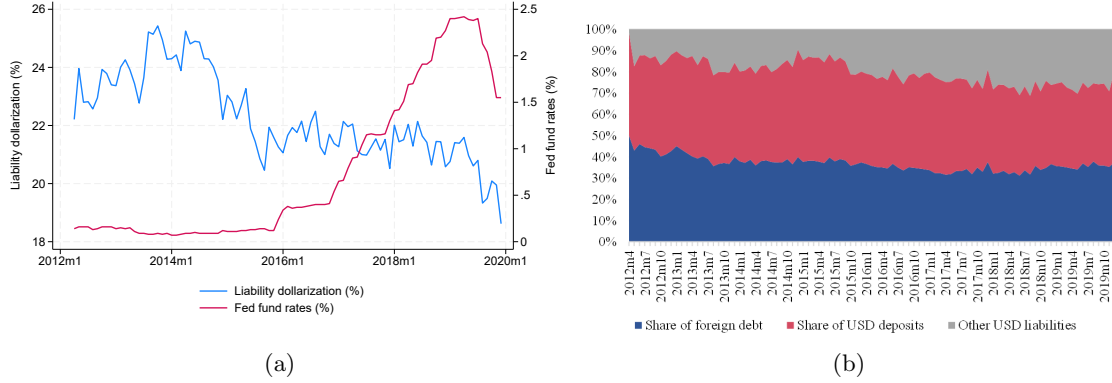 26
24
22
20
18
Liability dollarization (%)
2.5
2
1.5
1
.5
0
Fed fund rates (%)
2012m1 2014m1 2016m1 2018m1 2020m1
Liability dollarization (%)
Fed fund rates (%)
(a)
100%
90%
80%
70%
60%
50%
40%
30%
20%
10%
0%
2012m4
2012m7
2012m10
2013m1
2013m4
2013m7
2013m10
2014m1
2014m4
2014m7
2014m10
2015m1
2015m4
2015m7
2015m10
2016m1
2016m4
2016m7
2016m10
2017m1
2017m4
2017m7
2017m10
2018m1
2018m4
2018m7
2018m10
2019m1
2019m4
2019m7
2019m10
Share of foreign debt Share of USD deposits Other USD liabilities
(b)